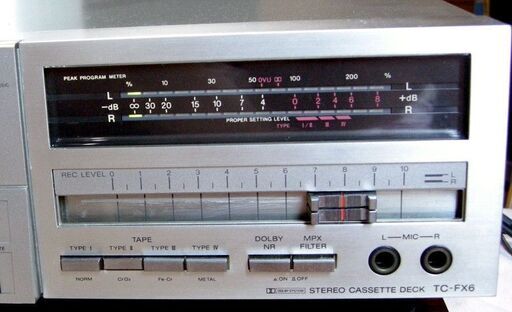 PEAK PROGRAM METER
% 10 30 50 0VU 100 200 %
L L
-dB ∞ 30 20 15 10 7 4 0 2 4 6 8 +dB
R R
PROPER SETTING LEVEL
TYPE I/II III IV
REC LEVEL 0 1 2 3 4 5 6 7 8 9 10
L
R
TAPE
TYPE I TYPE II TYPE III TYPE IV
DOLBY NR
MPX FILTER
L MIC R
NORM CrO2 Fe-Cr METAL
ON OFF
DOLBY SYSTEM STEREO CASSETTE DECK TC-FX6